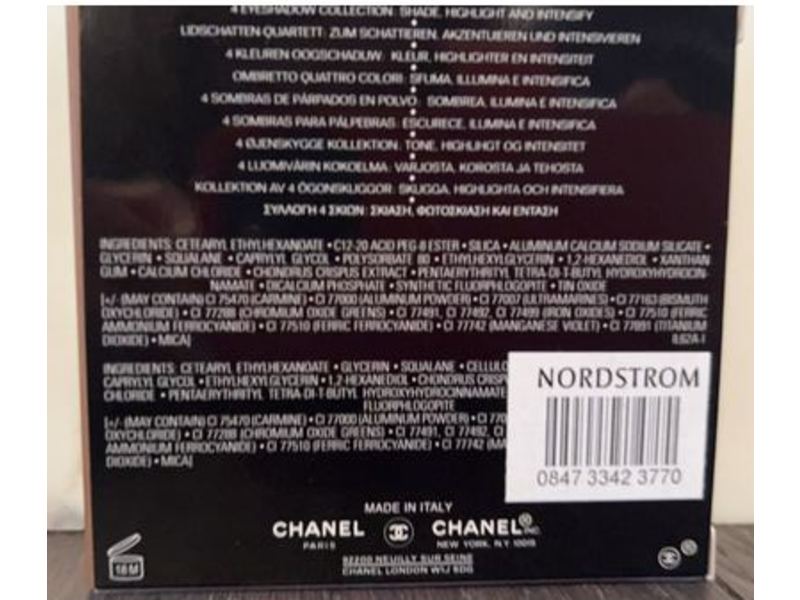 4 EYESHADOW COLLECTION: SHADE, HIGHLIGHT AND INTENSIFY
LIDSCHATTEN QUARTETT: ZUM SCHATTIEREN, AKZENTUIEREN UND INTENSIVIEREN
4 KLEUREN OOGSCHADUW: KLEUR, HIGHLIGHTER EN INTENSITEIT
OMBRETTO QUATTRO COLORI: SFUMA, ILLUMINA E INTENSIFICA
4 SOMBRAS DE PÁRPADOS EN POLVO: SOMBREA, ILUMINA E INTENSIFICA
4 SOMBRAS PARA PÁLPEBRAS: ESCURECE, ILUMINA E INTENSIFICA
4 ØJENSKYGGE KOLLEKTION: TONE, HIGHLIHGT OG INTENSITET
4 LUOMIVÄRIN KOKOELMA: VARJOSTA, KOROSTA JA TEHOSTA
KOLLEKTION AV 4 ÖGONSKUGGOR: SKUGGA, HIGHLIGHTA OCH INTENSIFIERA
ΣΥΛΛΟΓΗ 4 ΣΚΙΩΝ: ΣΚΙΑΣΗ, ΦΩΤΟΣΚΙΑΣΗ ΚΑΙ ΕΝΤΑΣΗ
INGREDIENTS: CETEARYL ETHYLHEXANOATE • C12-20 ACID PEG-8 ESTER • SILICA • ALUMINUM CALCIUM SODIUM SILICATE •
GLYCERIN • SQUALANE • CAPRYLYL GLYCOL • POLYSORBATE 80 • ETHYLHEXYLGLYCERIN • 1,2-HEXANEDIOL • XANTHAN
GUM • CALCIUM CHLORIDE • CHONDRUS CRISPUS EXTRACT • PENTAERYTHRITYL TETRA-DI-T-BUTYL HYDROXYHYDROCIN-
NAMATE • DICALCIUM PHOSPHATE • SYNTHETIC FLUORPHLOGOPITE • TIN OXIDE
[+/- (MAY CONTAIN) CI 75470 (CARMINE) • CI 77000 (ALUMINUM POWDER) • CI 77007 (ULTRAMARINES) • CI 77163 (BISMUTH
OXYCHLORIDE) • CI 77288 (CHROMIUM OXIDE GREENS) • CI 77491, CI 77492, CI 77499 (IRON OXIDES) • CI 77510 (FERRIC
AMMONIUM FERROCYANIDE) • CI 77510 (FERRIC FERROCYANIDE) • CI 77742 (MANGANESE VIOLET) • CI 77891 (TITANIUM
DIOXIDE) • MICA] IL62A-1
INGREDIENTS: CETEARYL ETHYLHEXANOATE • GLYCERIN • SQUALANE • CELLULO
CAPRYLYL GLYCOL • ETHYLHEXYLGLYCERIN • 1,2-HEXANEDIOL • CHONDRUS CRISP
CHLORIDE • PENTAERYTHRITYL TETRA-DI-T-BUTYL HYDROXYHYDROCINNAMATE
FLUORPHLOGOPITE
[+/- (MAY CONTAIN) CI 75470 (CARMINE) • CI 77000 (ALUMINUM POWDER) • CI 770
OXYCHLORIDE) • CI 77288 (CHROMIUM OXIDE GREENS) • CI 77491, CI 77492,
AMMONIUM FERROCYANIDE) • CI 77510 (FERRIC FERROCYANIDE) • CI 77742 (MA
DIOXIDE) • MICA]
NORDSTROM
0847 3342 3770
MADE IN ITALY
CHANEL CHANEL® INC.
PARIS NEW YORK, N.Y. 10019
92200 NEUILLY SUR SEINE
CHANEL LONDON W1J 6DG
18M